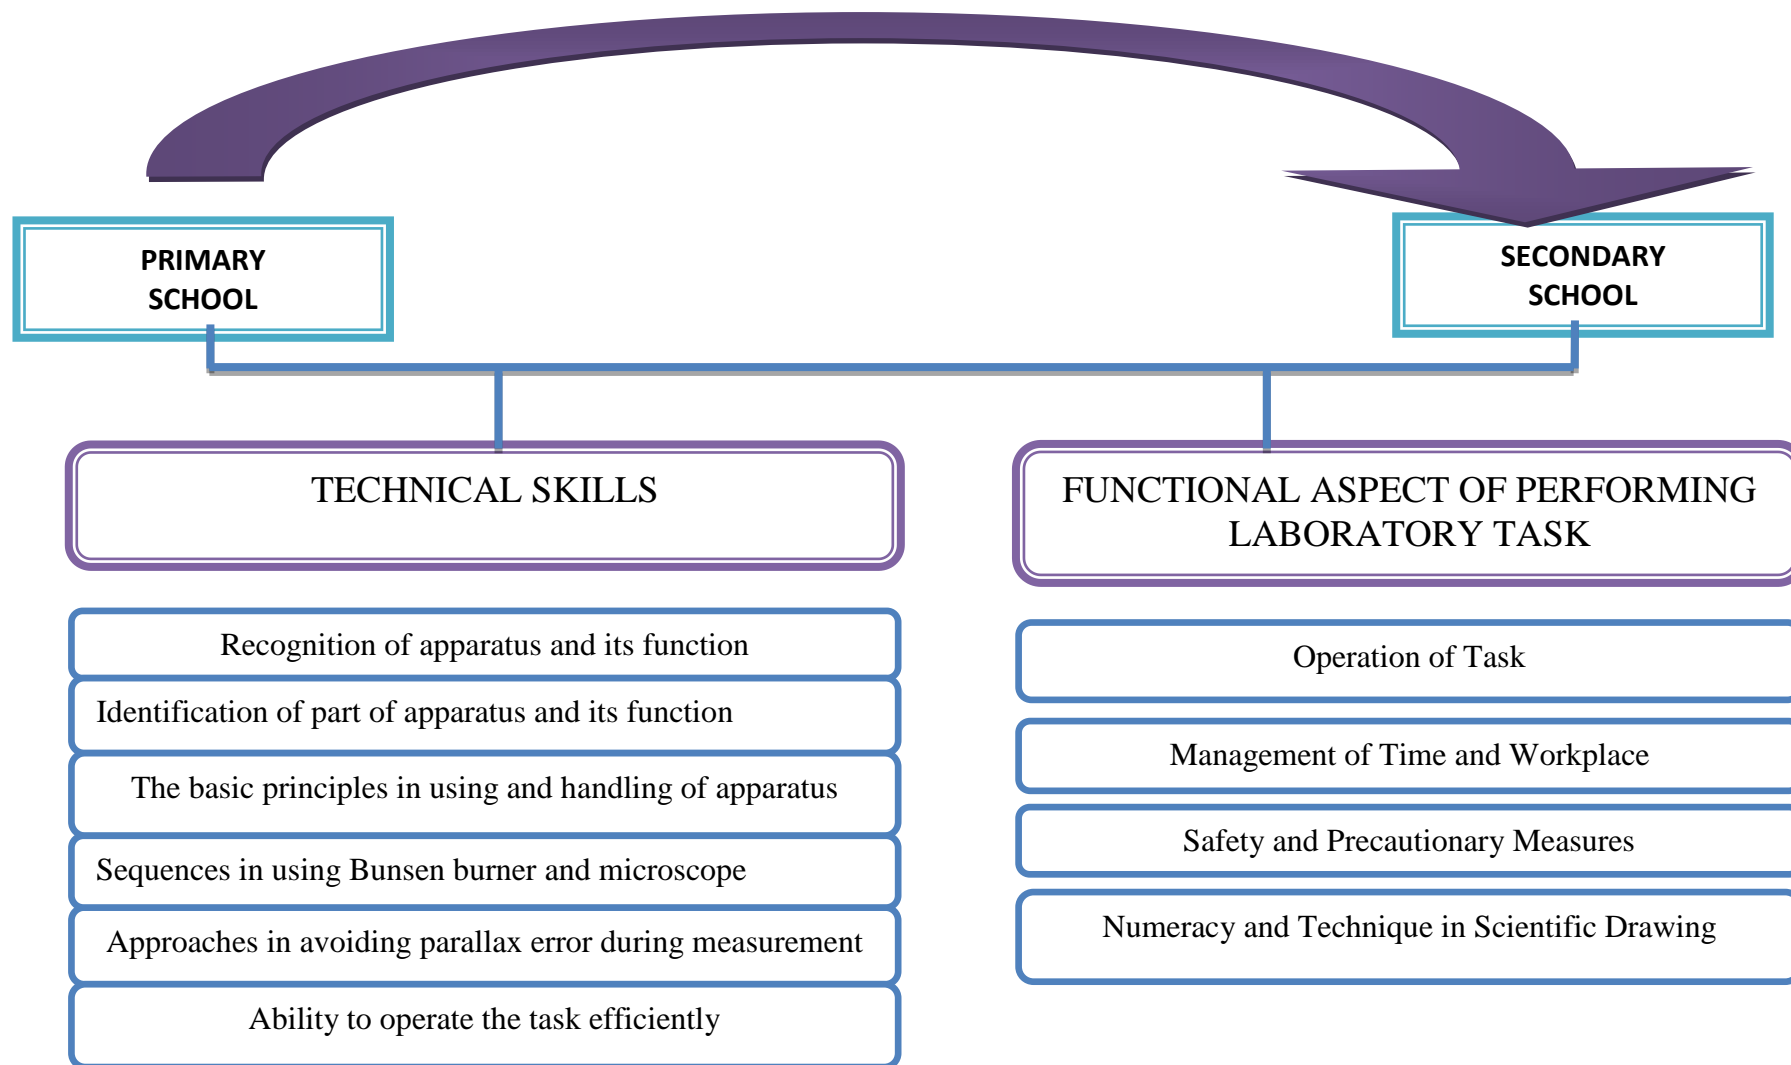 PRIMARY
SCHOOL
SECONDARY
SCHOOL
TECHNICAL SKILLS
Recognition of apparatus and its function
Identification of part of apparatus and its function
The basic principles in using and handling of apparatus
Sequences in using Bunsen burner and microscope
Approaches in avoiding parallax error during measurement
Ability to operate the task efficiently
FUNCTIONAL ASPECT OF PERFORMING
LABORATORY TASK
Operation of Task
Management of Time and Workplace
Safety and Precautionary Measures
Numeracy and Technique in Scientific Drawing